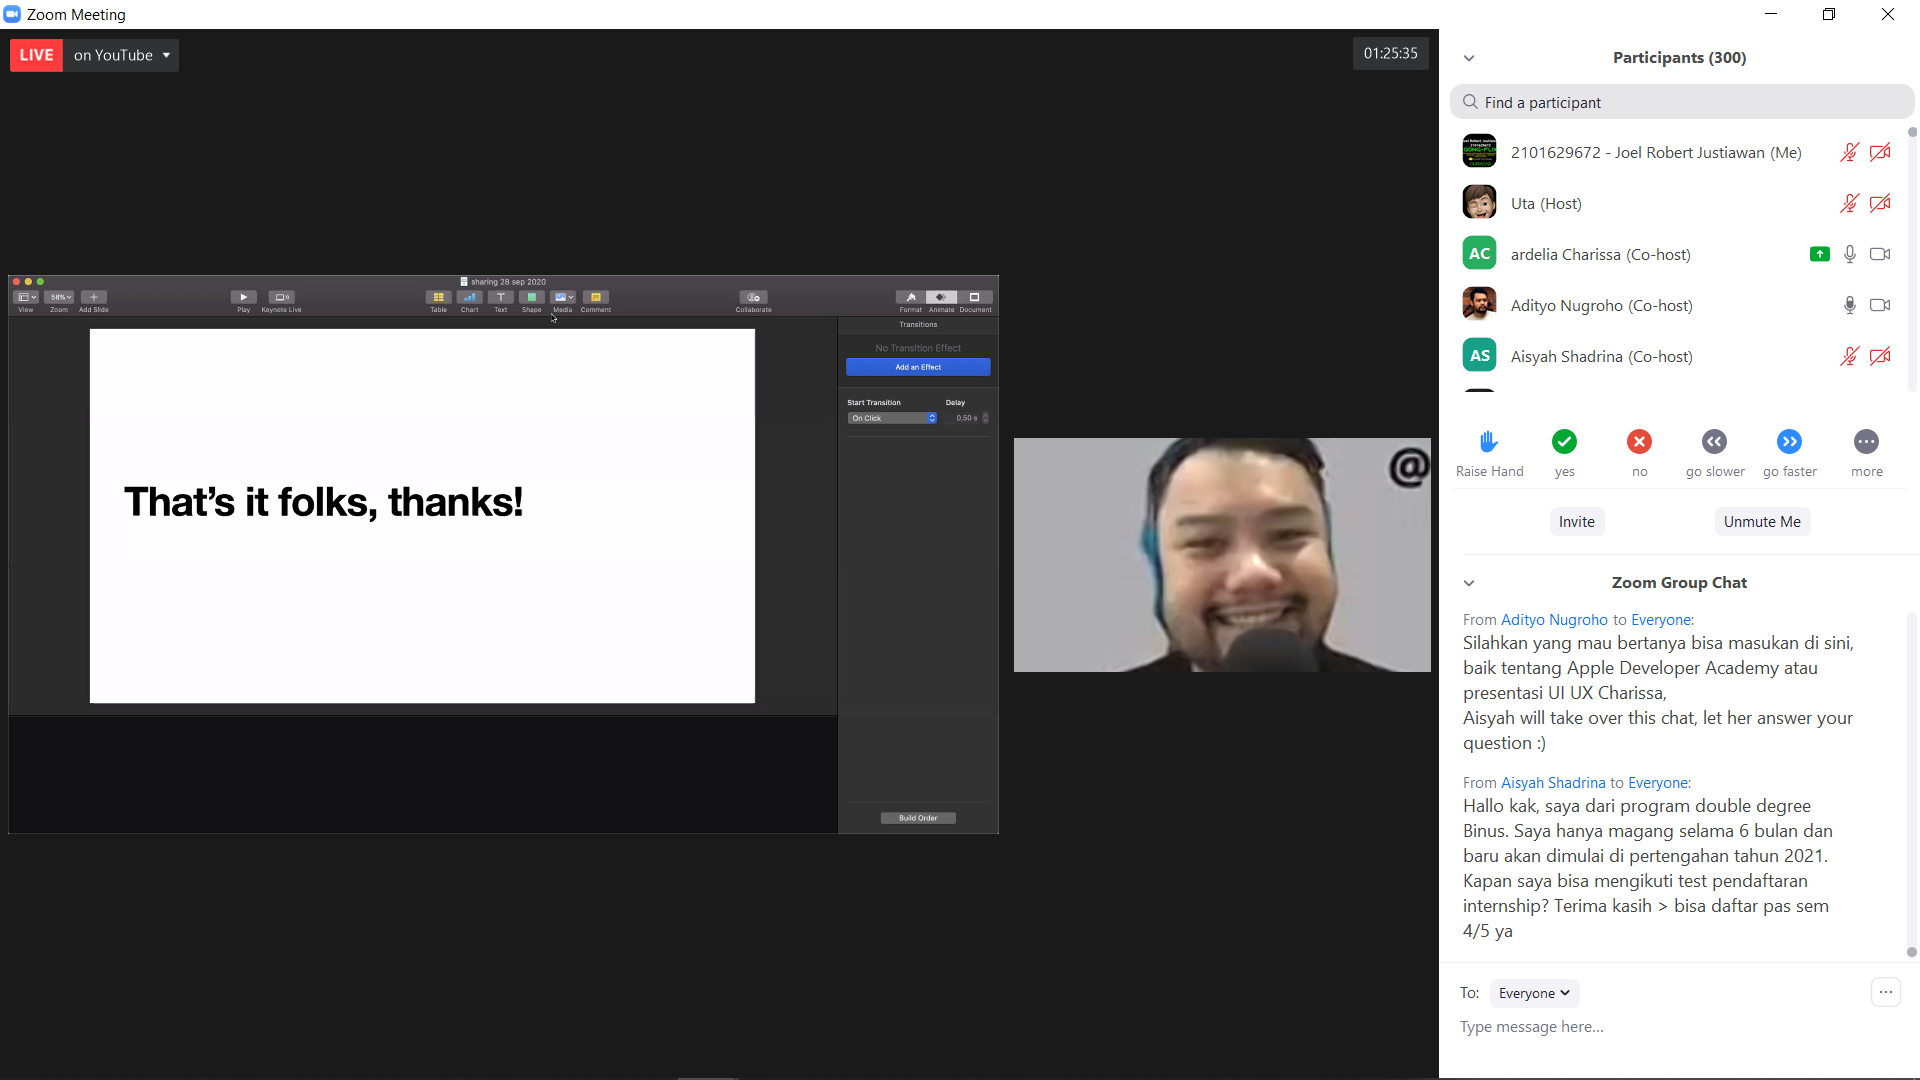 Zoom Meeting
LIVE on YouTube
01:25:35
sharing 28 sep 2020
58%
View Zoom Add Slide Play Keynote Live Table Chart Text Shape Media Comment Collaborate Format Animate Document
Transitions
No Transition Effect
Add an Effect
Start Transition Delay
On Click 0,50 s
Build Order
That's it folks, thanks!
@
Participants (300)
Find a participant
2101629672 - Joel Robert Justiawan (Me)
Uta (Host)
AC ardelia Charissa (Co-host)
Adityo Nugroho (Co-host)
AS Aisyah Shadrina (Co-host)
Raise Hand yes no go slower go faster more
Invite Unmute Me
Zoom Group Chat
From Adityo Nugroho to Everyone:
Silahkan yang mau bertanya bisa masukan di sini,
baik tentang Apple Developer Academy atau
presentasi UI UX Charissa,
Aisyah will take over this chat, let her answer your
question :)
From Aisyah Shadrina to Everyone:
Hallo kak, saya dari program double degree
Binus. Saya hanya magang selama 6 bulan dan
baru akan dimulai di pertengahan tahun 2021.
Kapan saya bisa mengikuti test pendaftaran
internship? Terima kasih > bisa daftar pas sem
4/5 ya
To: Everyone
Type message here...